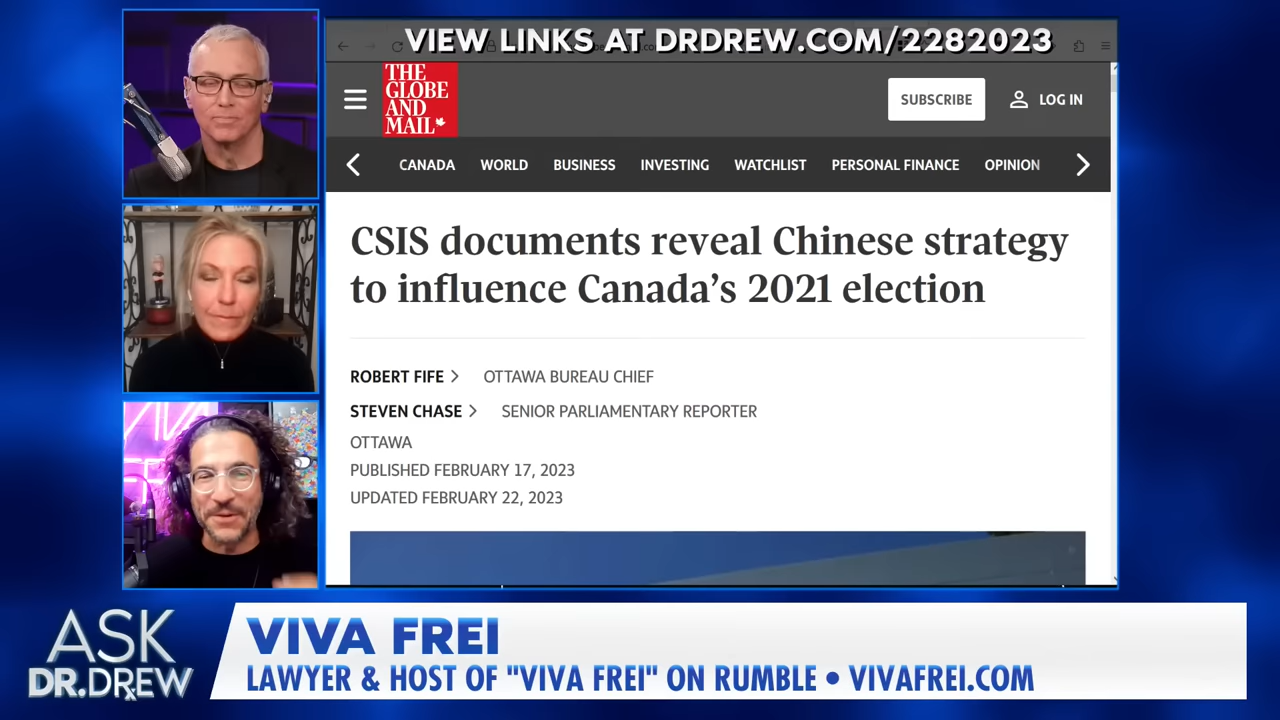 VIEW LINKS AT DRDREW.COM/2282023
THE
GLOBE
AND
MAIL
SUBSCRIBE
LOG IN
CANADA WORLD BUSINESS INVESTING WATCHLIST PERSONAL FINANCE OPINION
CSIS documents reveal Chinese strategy
to influence Canada's 2021 election
ROBERT FIFE > OTTAWA BUREAU CHIEF
STEVEN CHASE > SENIOR PARLIAMENTARY REPORTER
OTTAWA
PUBLISHED FEBRUARY 17, 2023
UPDATED FEBRUARY 22, 2023
VIVA
ASK
DR.DREW
VIVA FREI
LAWYER & HOST OF "VIVA FREI" ON RUMBLE • VIVAFREI.COM